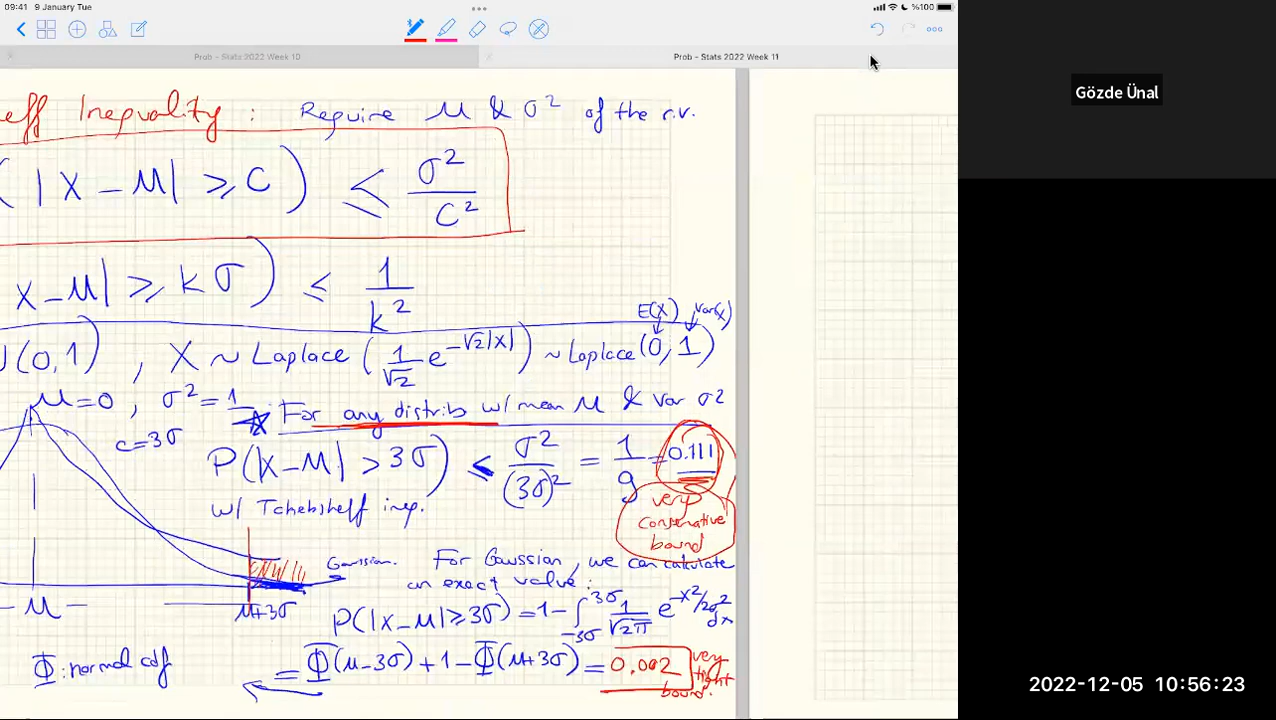 09:41 9 January Tue
%100
Prob - Stats 2022 Week 10
Prob - Stats 2022 Week 11
Gözde Ünal
eff Inequality : Require μ & σ² of the r.v.
( |X - μ| ≥ C ) ≤ σ²/C²
X - μ| ≥ kσ ) ≤ 1/k²
E(X) Var(X)
(0,1) , X ~ Laplace ( 1/√2 e^-√2|x| ) ~ Laplace (0, 1)
μ=0 , σ²=1
For any distrib w/ mean μ & var σ²
c=3σ
P(|X-μ| > 3σ) ≤ σ²/(3σ)² = 1/9 = 0.111
very
conservative
bound
w/ Tchebsheff ineq.
Gaussian. For Gaussian, we can calculate
an exact value:
μ
μ+3σ
P(|X-μ|≥3σ) = 1 - ∫_-3σ^3σ 1/√2π e^-x²/2σ² dx
Φ : normal cdf
= Φ(μ-3σ) + 1 - Φ(μ+3σ) = 0.002
very
tight
bound.
2022-12-05 10:56:23